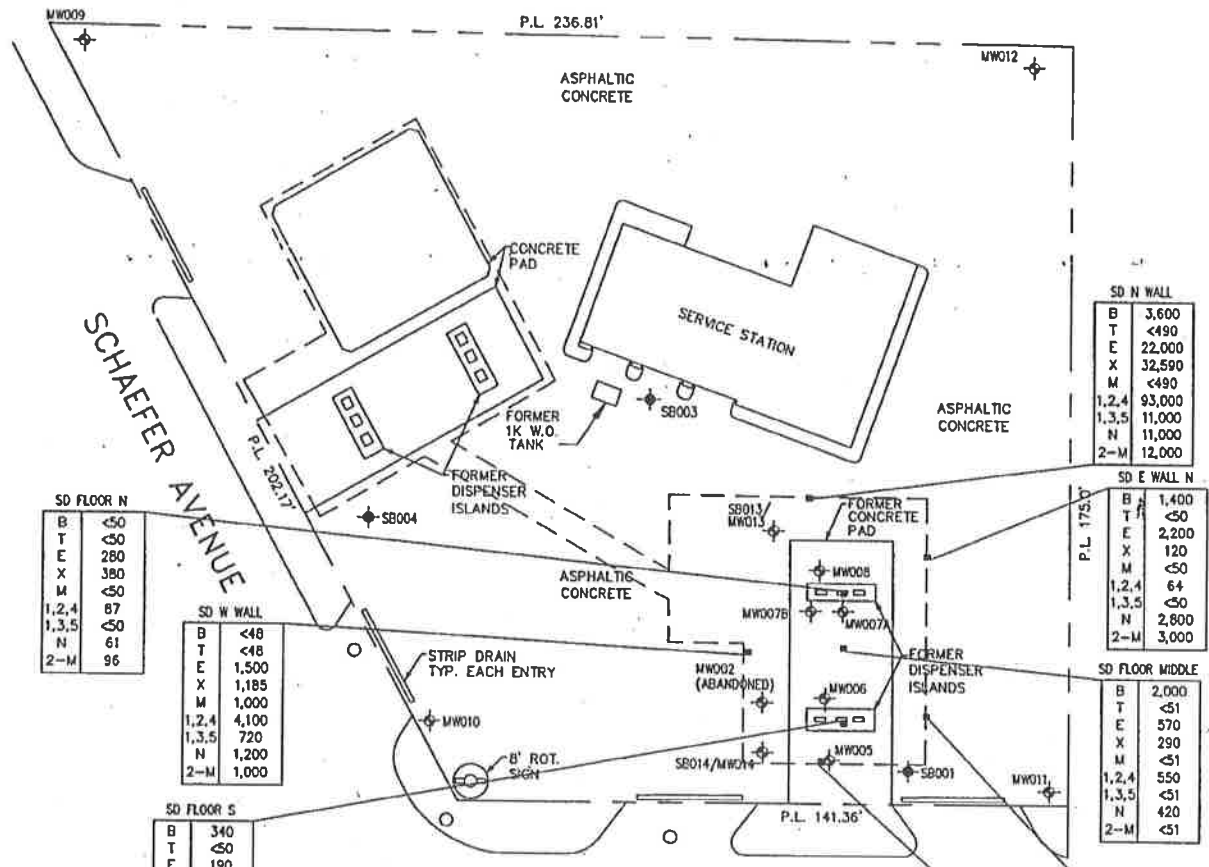 MW009
P.L. 236.81'
MW012
ASPHALTIC
CONCRETE
CONCRETE
PAD
SERVICE STATION
SCHAEFER AVENUE
FORMER
1K W.O.
TANK
SB003
ASPHALTIC
CONCRETE
SD N WALL
B 3,600
T <490
E 22,000
X 32,590
M <490
1,2,4 93,000
1,3,5 11,000
N 11,000
2-M 12,000
P.L. 202.17'
FORMER
DISPENSER
ISLANDS
SB004
SB013/
MW013
FORMER
CONCRETE
PAD
P.L. 175.0'
SD E WALL N
B 1,400
T <50
E 2,200
X 120
M <50
1,2,4 64
1,3,5 <50
N 2,800
2-M 3,000
SD FLOOR N
B <50
T <50
E 280
X 380
M <50
1,2,4 87
1,3,5 <50
N 61
2-M 96
ASPHALTIC
CONCRETE
MW008
MW007B
MW007A
SD W WALL
B <48
T <48
E 1,500
X 1,185
M 1,000
1,2,4 4,100
1,3,5 720
N 1,200
2-M 1,000
STRIP DRAIN
TYP. EACH ENTRY
MW002
(ABANDONED)
FORMER
DISPENSER
ISLANDS
MW006
SD FLOOR MIDDLE
B 2,000
T <51
E 570
X 290
M <51
1,2,4 550
1,3,5 <51
N 420
2-M <51
MW010
8' ROT.
SIGN
SB014/MW014
MW005
SB001
MW011
P.L. 141.36'
SD FLOOR S
B 340
T <50
E 190